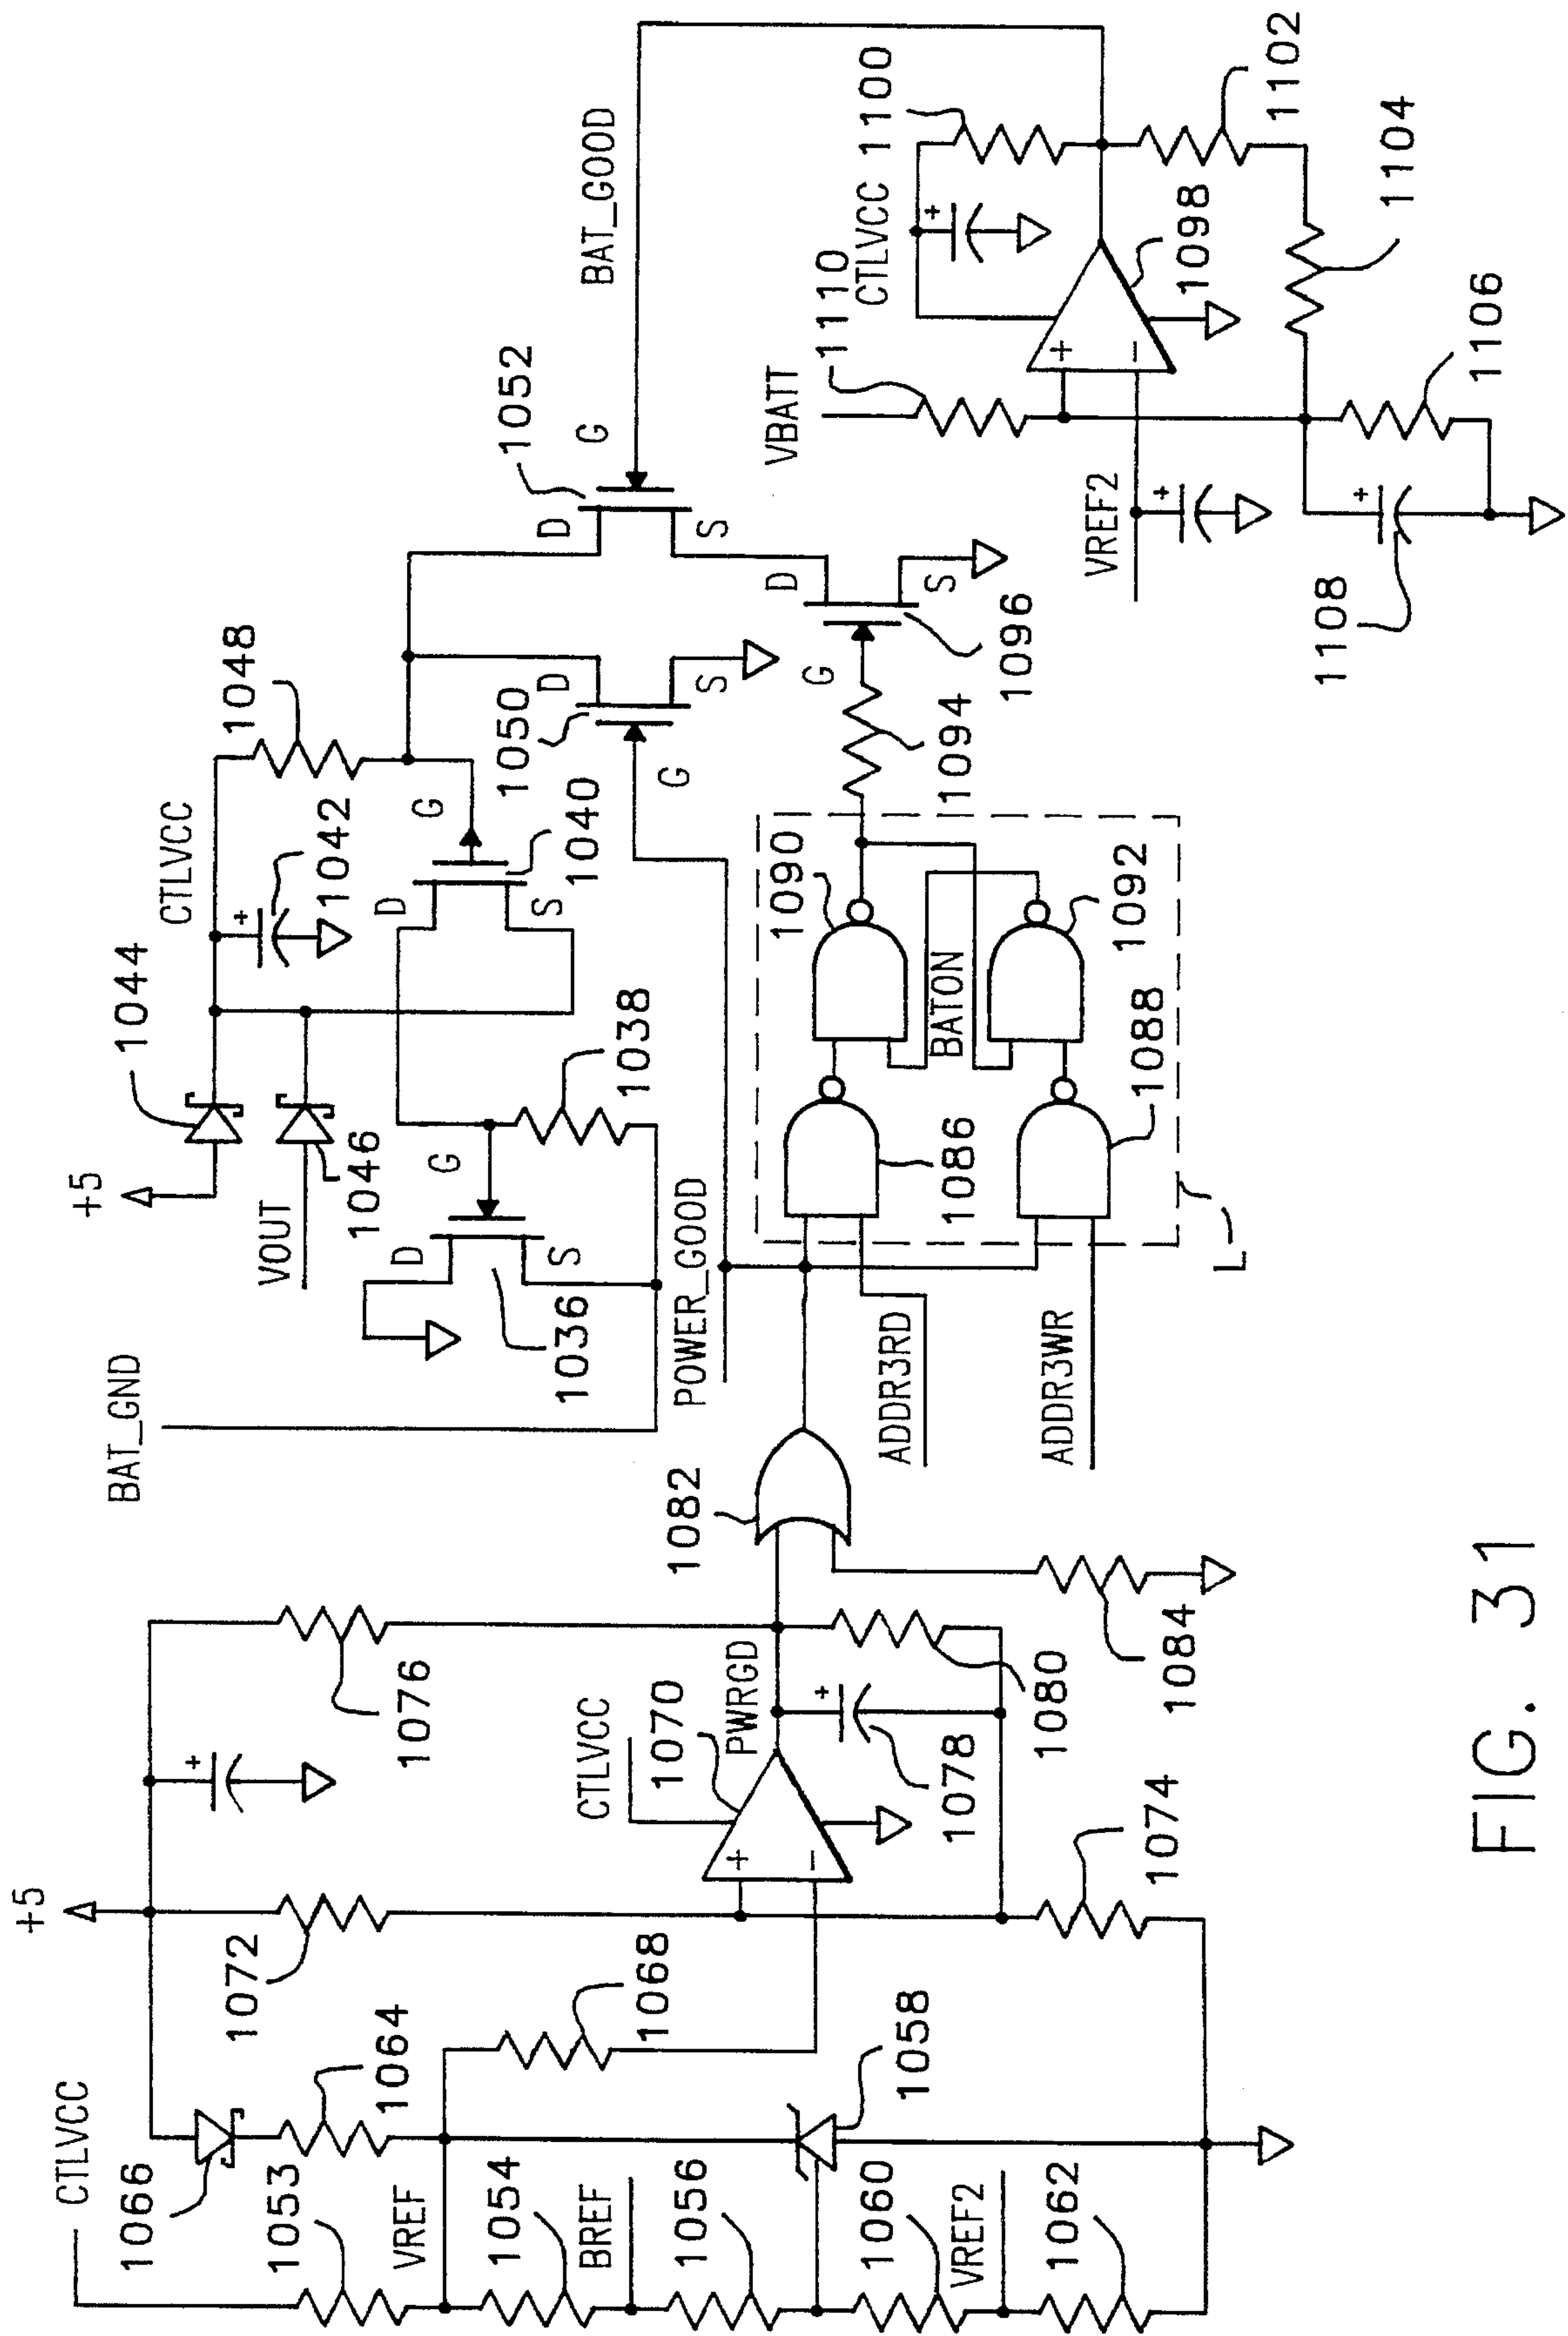 FIG. 31
+5
CTLVCC
1066
1053
1064
1072
1076
VREF
1054
BREF
1056
1068
1058
1060
VREF2
1062
CTLVCC
1070
PWRGD
+
−
+
+
1078
1080
1074
1082
1084
BAT_GND
+5
1044
CTLVCC
+
1042
1048
VOUT
1046
1038
D
G
S
1036
D
G
S
1040
D
G
S
1050
D
G
S
1052
BAT_GOOD
POWER_GOOD
ADDR3RD
ADDR3WR
1086
1088
1090
BATON
1092
L
1094
D
G
S
1096
VBATT
1110
CTLVCC
+
1100
+
−
1098
1102
1104
1106
VREF2
+
+
1108